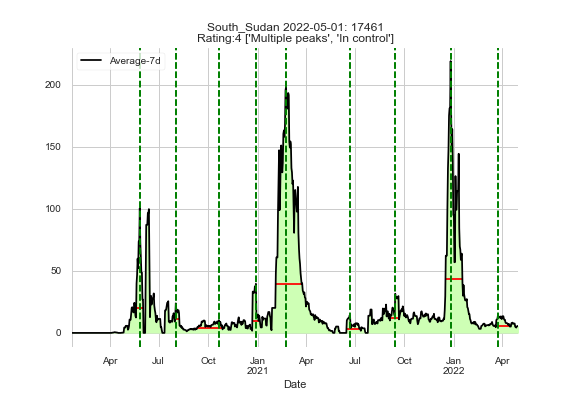 South_Sudan 2022-05-01: 17461
Rating:4 ['Multiple peaks', 'In control']
Average-7d
200
150
100
50
0
Apr Jul Oct Jan Apr Jul Oct Jan Apr
2021 2022
Date